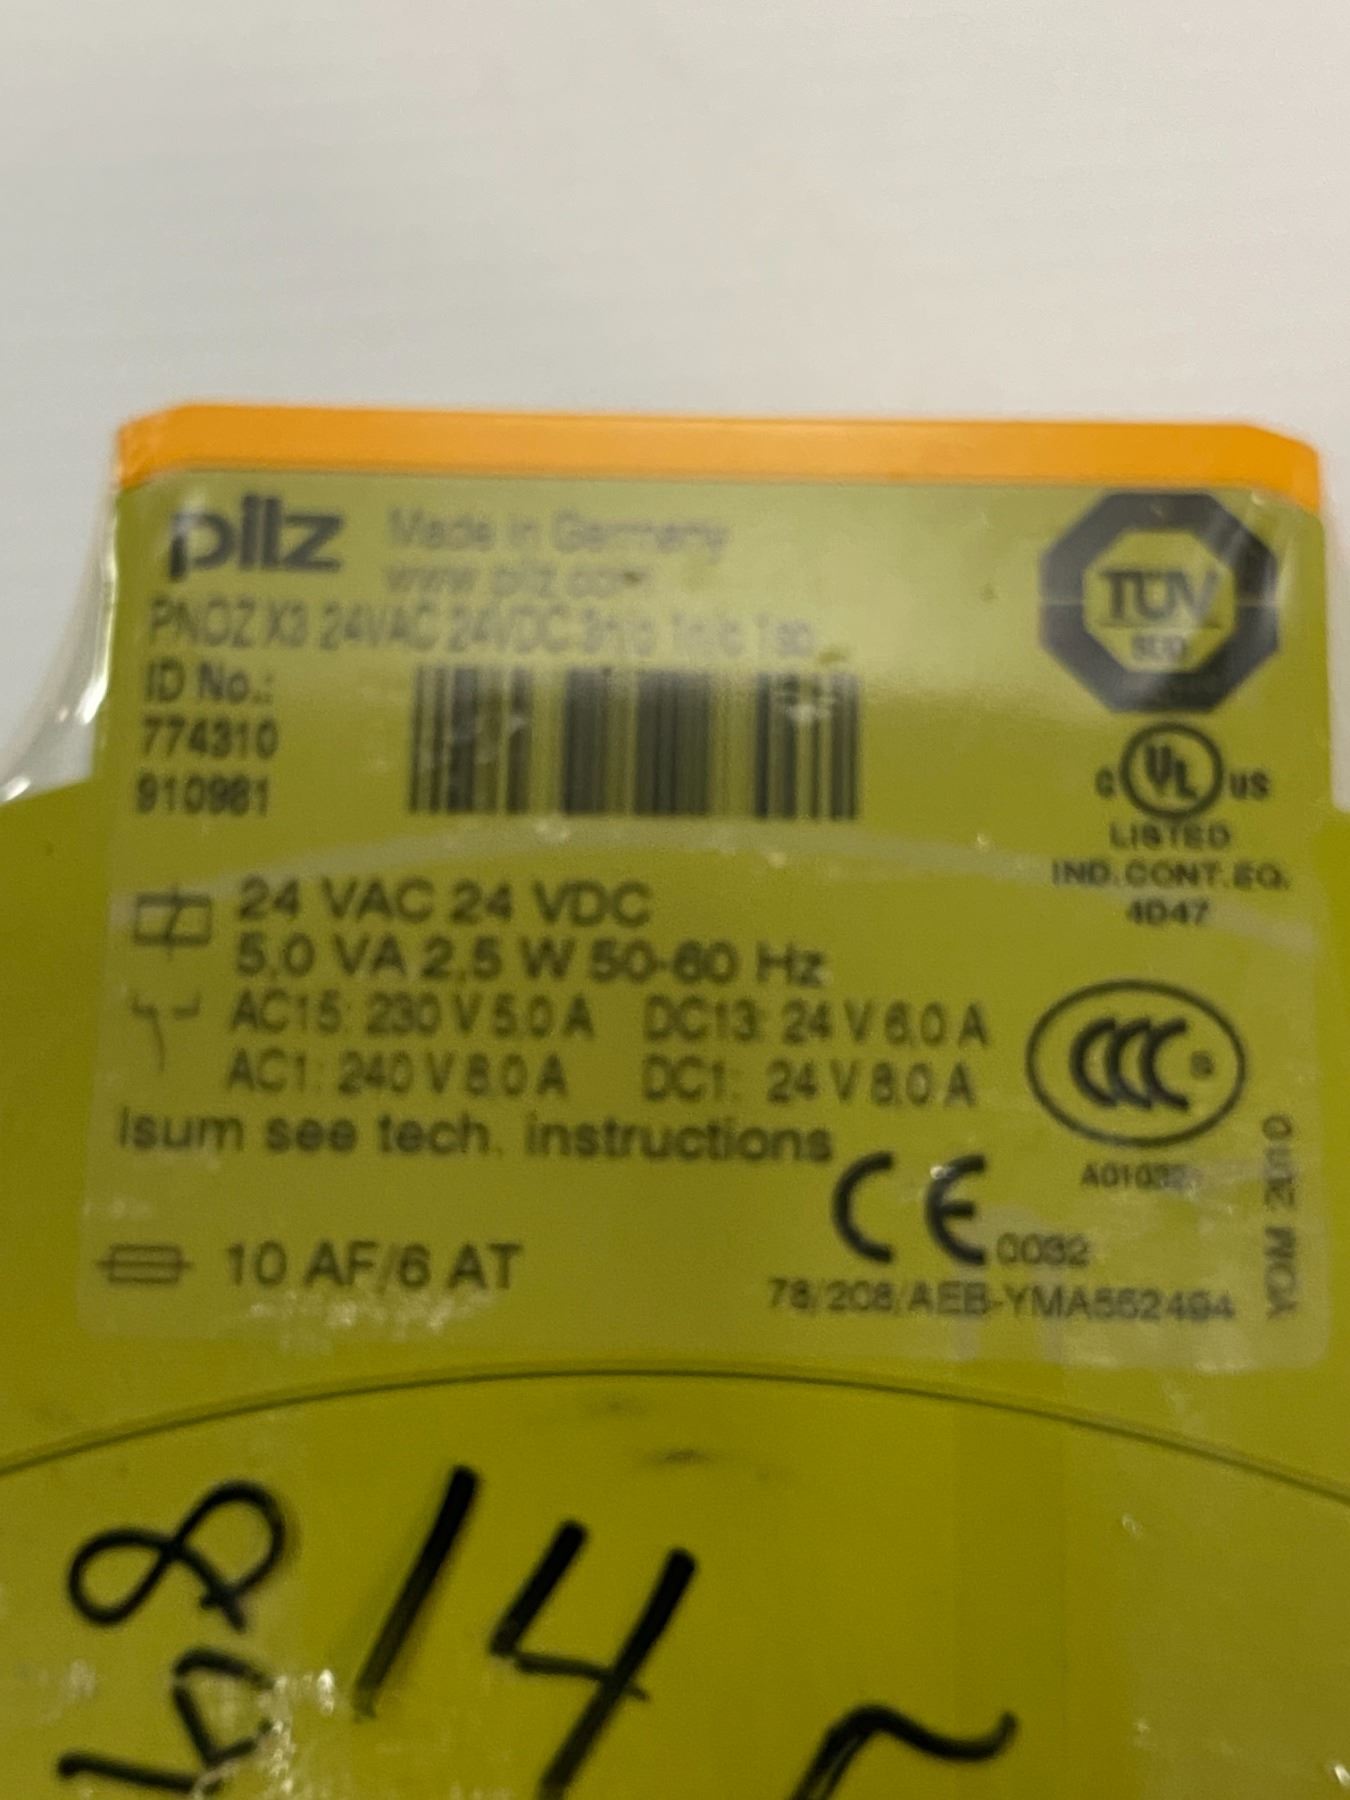 pilz
Made in Germany
www.pilz.com
PNOZ X3 24VAC 24VDC 3n/o 1n/c 1so
ID No.:
774310
910981
TÜV
C UL US
LISTED
IND. CONT. EQ.
4D47
24 VAC 24 VDC
5,0 VA 2,5 W 50-60 Hz
AC15: 230 V 5,0 A DC13: 24 V 6,0 A
AC1: 240 V 8,0 A DC1: 24 V 8,0 A
Isum see tech. instructions
CCC S
CE 0032
YOM 2010
10 AF/6 AT
78/208/AEB-YMA552494
14